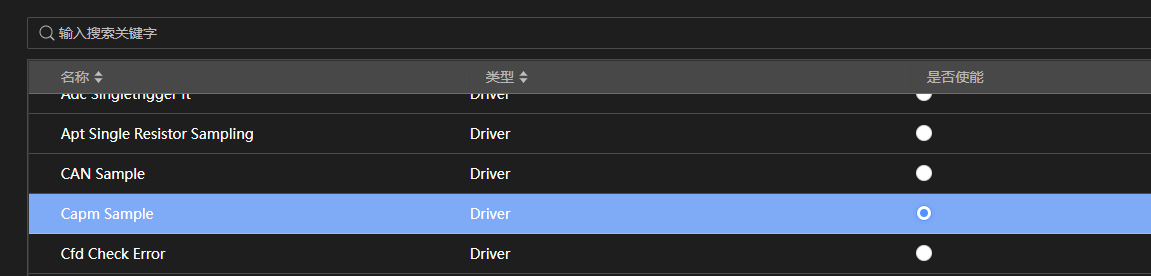 输入搜索关键字
名称 类型 是否使能
Adc Singletrigger It Driver
Apt Single Resistor Sampling Driver
CAN Sample Driver
Capm Sample Driver
Cfd Check Error Driver